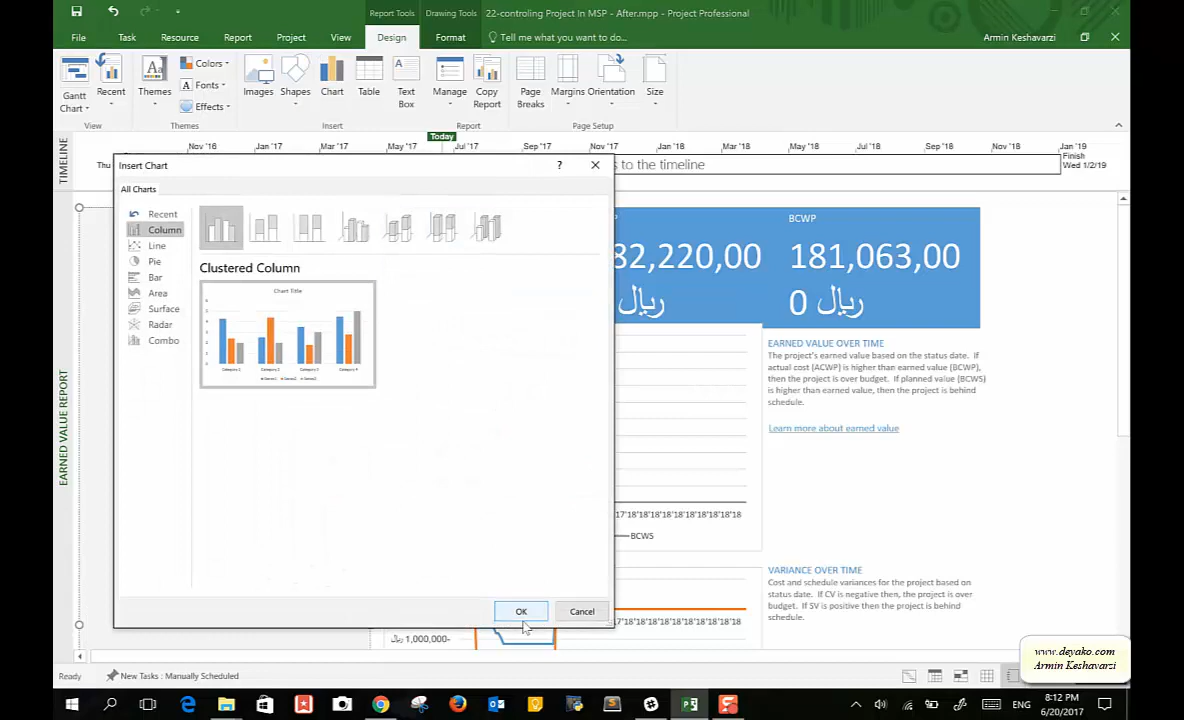 Report Tools
Drawing Tools
22-controling Project In MSP - After.mpp - Project Professional
File
Task
Resource
Report
Project
View
Design
Format
Tell me what you want to do...
Armin Keshavarzi
Gantt Chart
Recent
Themes
Colors
Fonts
Effects
Images
Shapes
Chart
Table
Text Box
Manage
Copy Report
Page Breaks
Margins
Orientation
Size
View
Themes
Insert
Report
Page Setup
Today
Nov '16
Jan '17
Mar '17
May '17
Jul '17
Sep '17
Nov '17
Jan '18
Mar '18
May '18
Jul '18
Sep '18
Nov '18
Jan '19
TIMELINE
Thu
s to the timeline
Finish
Wed 1/2/19
Insert Chart
?
All Charts
Recent
Column
Line
Pie
Bar
Area
Surface
Radar
Combo
Clustered Column
Chart Title
OK
Cancel
EARNED VALUE REPORT
P
BCWP
82,220,00
ریال
181,063,00
0 ریال
EARNED VALUE OVER TIME
The project's earned value based on the status date. If
actual cost (ACWP) is higher than earned value (BCWP),
then the project is over budget. If planned value (BCWS)
is higher than earned value, then the project is behind
schedule.
Learn more about earned value
17'18'18'18'18'18'18'18'18
BCWS
VARIANCE OVER TIME
Cost and schedule variances for the project based on
status date. If CV is negative then, the project is over
budget. If SV is positive then the project is behind
schedule.
17'18'18'18'18'18'18'18'18
ریال 1,000,000-
www.deyako.com
Armin Keshavarzi
Ready
New Tasks : Manually Scheduled
ENG
8:12 PM
6/20/2017